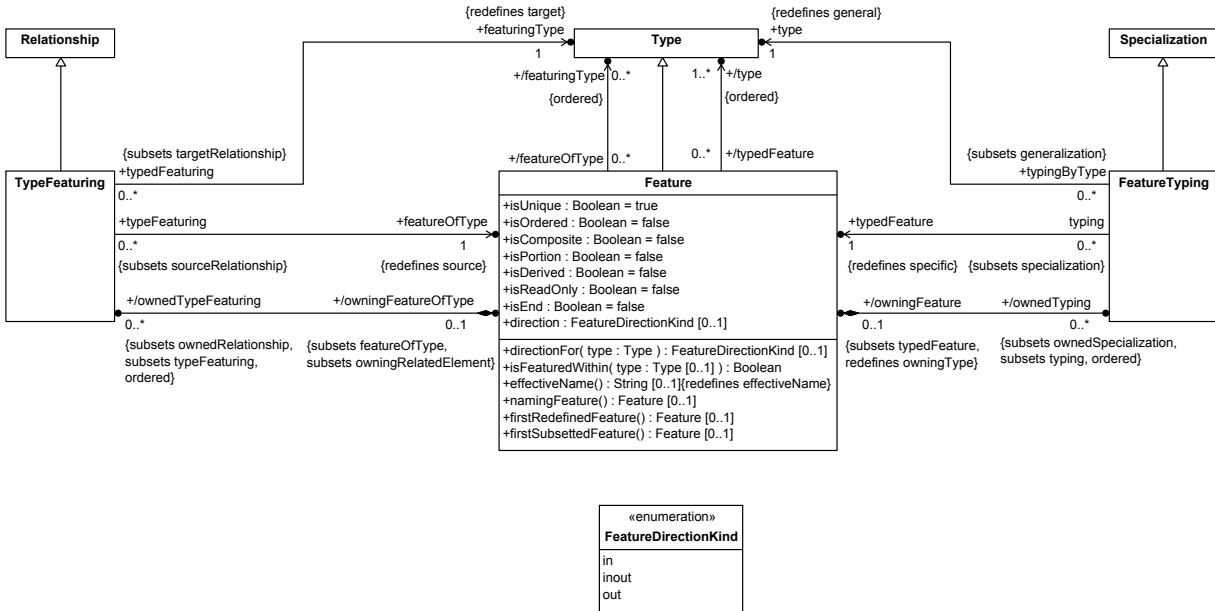 {redefines target}
{redefines general}
+featuringType
+type
Relationship
Type
Specialization
1
1
+/featuringType 0..*
1..* +/type
{ordered}
{ordered}
{subsets targetRelationship}
+/featureOfType 0..*
0..* +/typedFeature
{subsets generalization}
+typedFeaturing
+typingByType
TypeFeaturing
Feature
FeatureTyping
0..*
0..*
+isUnique : Boolean = true
+isOrdered : Boolean = false
+isComposite : Boolean = false
+isPortion : Boolean = false
+isDerived : Boolean = false
+isReadOnly : Boolean = false
+isEnd : Boolean = false
+direction : FeatureDirectionKind [0..1]
+typeFeaturing
+featureOfType
+typedFeature
typing
0..*
1
1
0..*
{subsets sourceRelationship}
{redefines source}
{redefines specific}
{subsets specialization}
+/ownedTypeFeaturing
+/owningFeatureOfType
+/owningFeature
+/ownedTyping
0..*
0..1
0..1
0..*
{subsets ownedRelationship,
subsets typeFeaturing,
ordered}
{subsets featureOfType,
subsets owningRelatedElement}
{subsets typedFeature,
redefines owningType}
{subsets ownedSpecialization,
subsets typing, ordered}
+directionFor( type : Type ) : FeatureDirectionKind [0..1]
+isFeaturedWithin( type : Type [0..1] ) : Boolean
+effectiveName() : String [0..1]{redefines effectiveName}
+namingFeature() : Feature [0..1]
+firstRedefinedFeature() : Feature [0..1]
+firstSubsettedFeature() : Feature [0..1]
«enumeration»
FeatureDirectionKind
in
inout
out